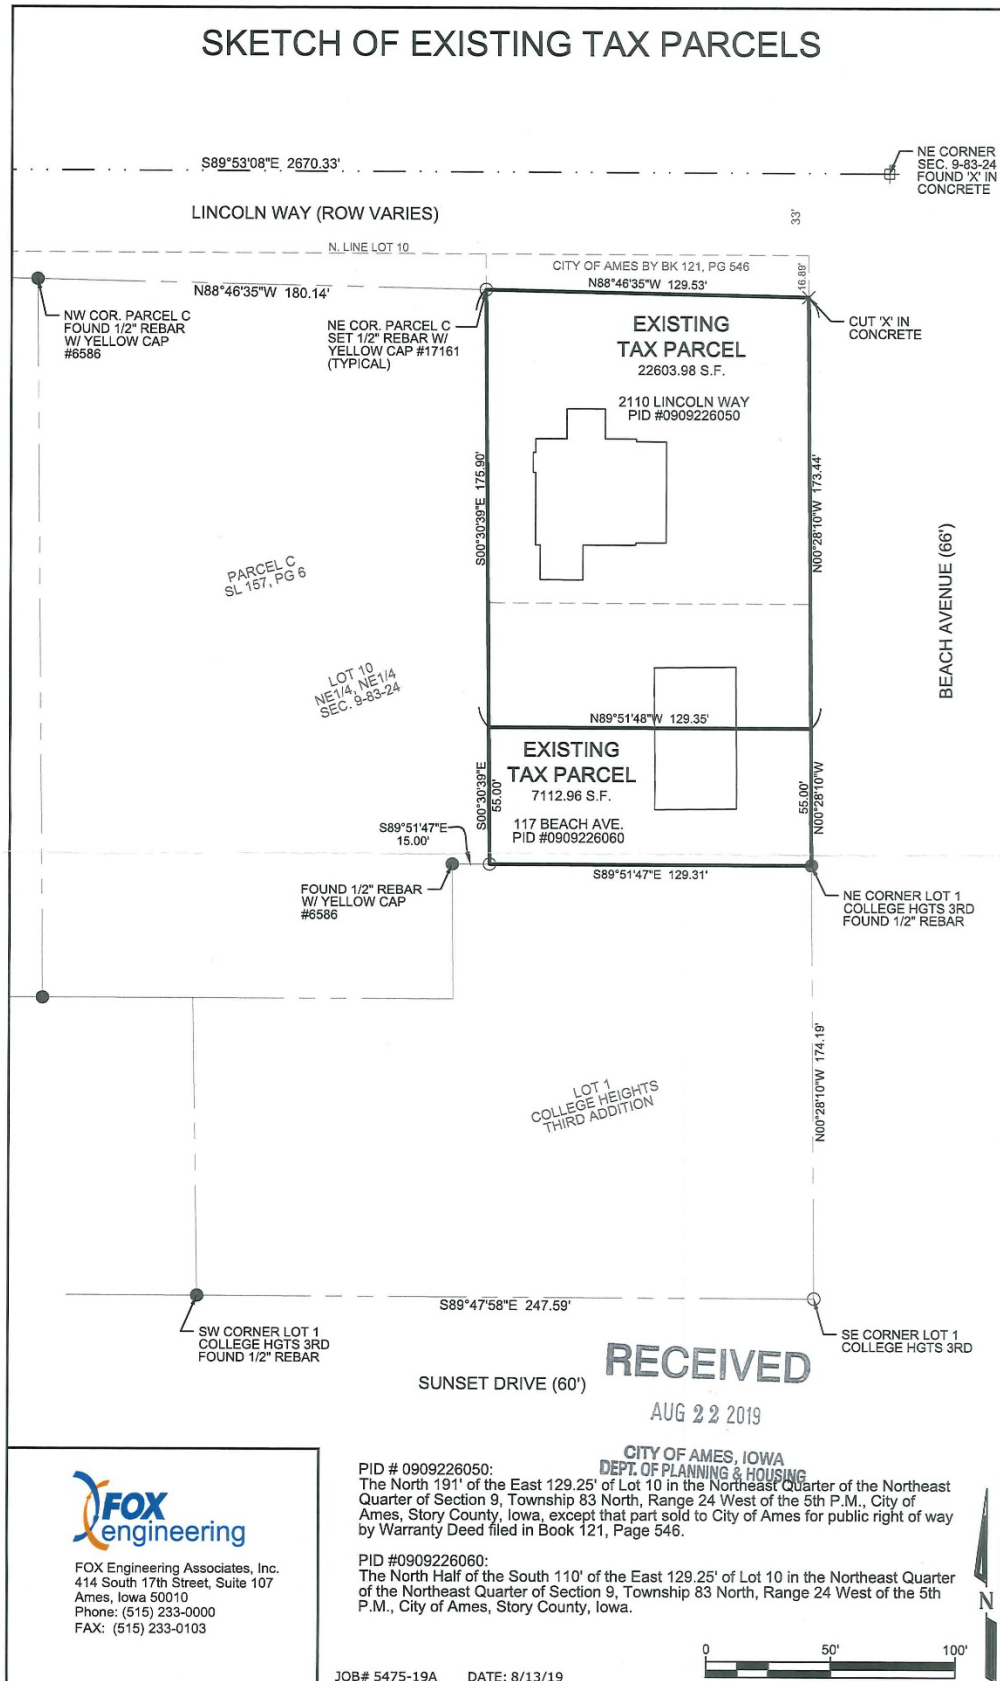 SKETCH OF EXISTING TAX PARCELS
S89°53'08"E 2670.33'
NE CORNER
SEC. 9-83-24
FOUND 'X' IN
CONCRETE
LINCOLN WAY (ROW VARIES)
33'
N. LINE LOT 10
CITY OF AMES BY BK 121, PG 546
16.89'
N88°46'35"W 180.14'
N88°46'35"W 129.53'
NW COR. PARCEL C
FOUND 1/2" REBAR
W/ YELLOW CAP
#6586
NE COR. PARCEL C
SET 1/2" REBAR W/
YELLOW CAP #17161
(TYPICAL)
CUT 'X' IN
CONCRETE
EXISTING
TAX PARCEL
22603.98 S.F.
2110 LINCOLN WAY
PID #0909226050
S00°30'39"E 175.90'
N00°28'10"W 173.44'
BEACH AVENUE (66')
PARCEL C
SL 157, PG 6
LOT 10
NE1/4, NE1/4
SEC. 9-83-24
N89°51'48"W 129.35'
EXISTING
TAX PARCEL
7112.96 S.F.
117 BEACH AVE.
PID #0909226060
S00°30'39"E
55.00'
55.00'
N00°28'10"W
S89°51'47"E
15.00'
S89°51'47"E 129.31'
FOUND 1/2" REBAR
W/ YELLOW CAP
#6586
NE CORNER LOT 1
COLLEGE HGTS 3RD
FOUND 1/2" REBAR
N00°28'10"W 174.19'
LOT 1
COLLEGE HEIGHTS
THIRD ADDITION
S89°47'58"E 247.59'
SW CORNER LOT 1
COLLEGE HGTS 3RD
FOUND 1/2" REBAR
SE CORNER LOT 1
COLLEGE HGTS 3RD
SUNSET DRIVE (60')
RECEIVED
AUG 22 2019
CITY OF AMES, IOWA
DEPT. OF PLANNING & HOUSING
FOX
engineering
FOX Engineering Associates, Inc.
414 South 17th Street, Suite 107
Ames, Iowa 50010
Phone: (515) 233-0000
FAX: (515) 233-0103
PID # 0909226050:
The North 191' of the East 129.25' of Lot 10 in the Northeast Quarter of the Northeast
Quarter of Section 9, Township 83 North, Range 24 West of the 5th P.M., City of
Ames, Story County, Iowa, except that part sold to City of Ames for public right of way
by Warranty Deed filed in Book 121, Page 546.
PID #0909226060:
The North Half of the South 110' of the East 129.25' of Lot 10 in the Northeast Quarter
of the Northeast Quarter of Section 9, Township 83 North, Range 24 West of the 5th
P.M., City of Ames, Story County, Iowa.
N
0 50' 100'
JOB# 5475-19A DATE: 8/13/19